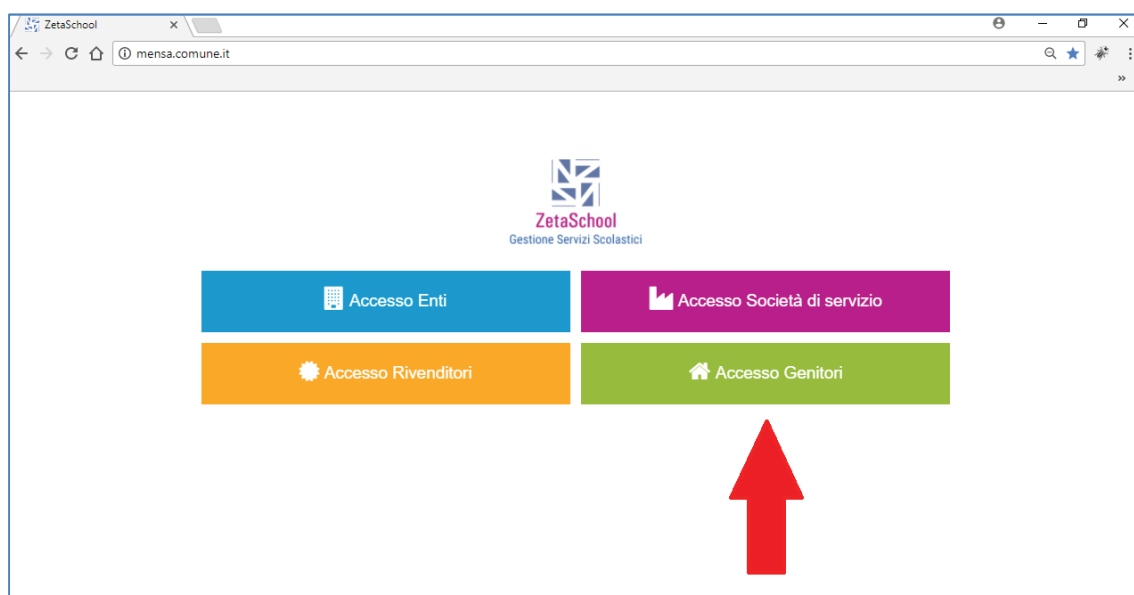 ZetaSchool
mensa.comune.it
ZetaSchool
Gestione Servizi Scolastici
Accesso Enti
Accesso Società di servizio
Accesso Rivenditori
Accesso Genitori